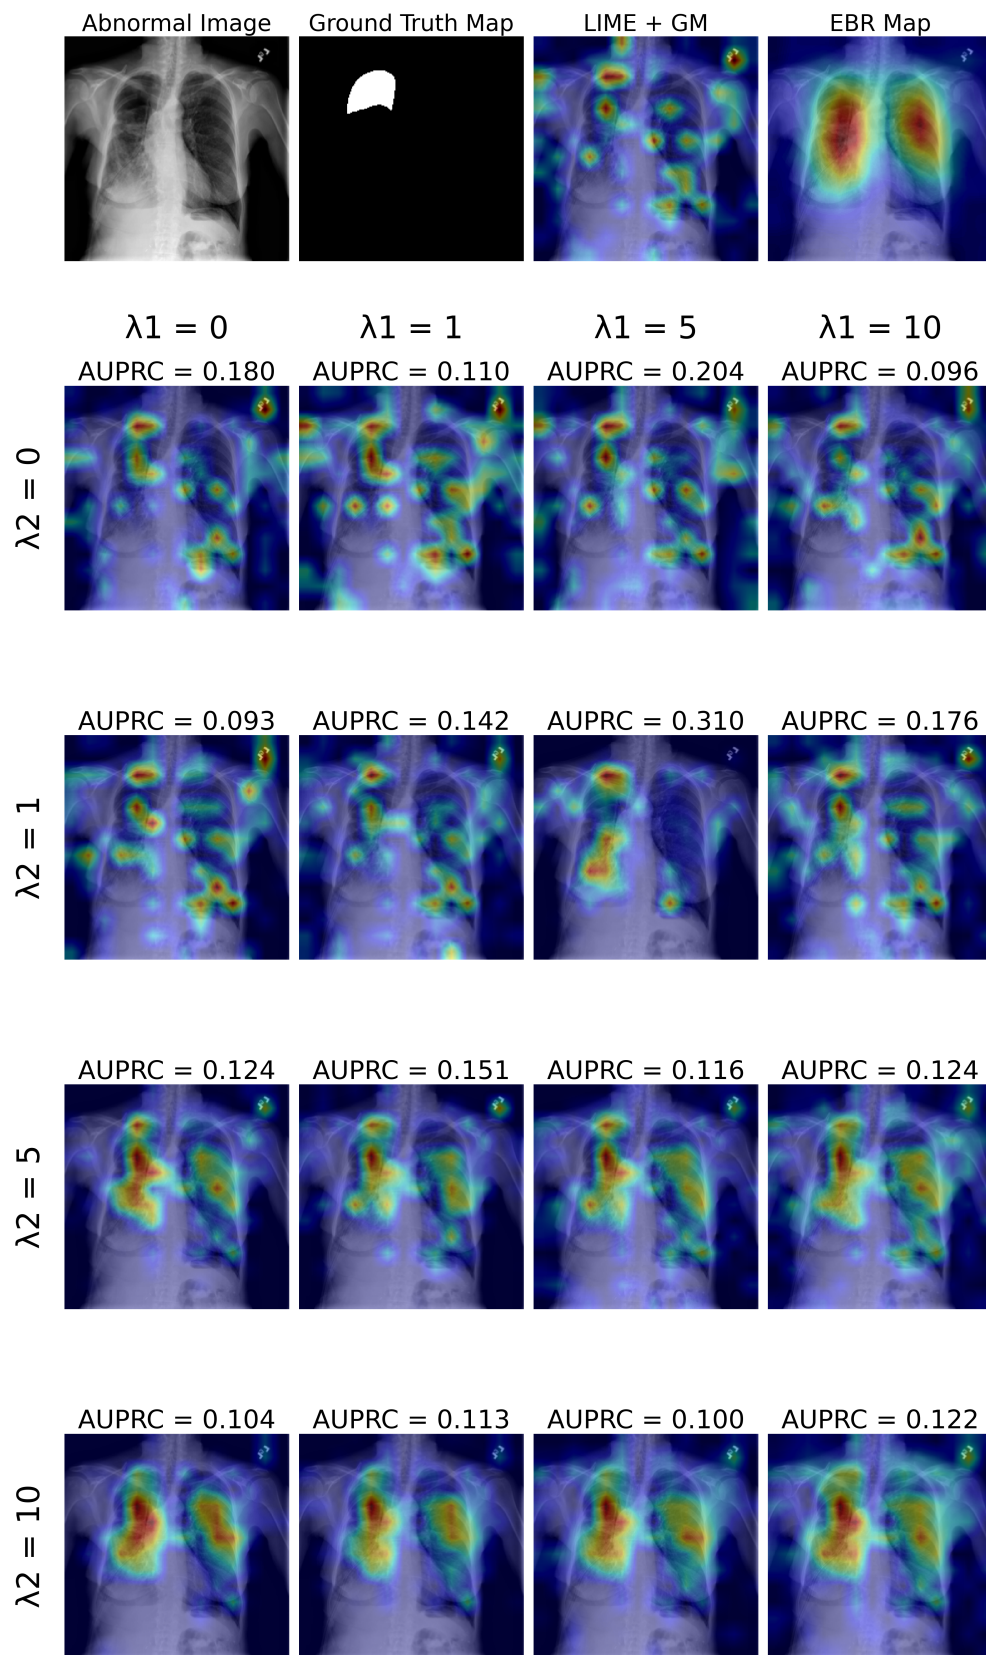 Abnormal Image Ground Truth Map LIME + GM EBR Map
λ1 = 0 λ1 = 1 λ1 = 5 λ1 = 10
AUPRC = 0.180 AUPRC = 0.110 AUPRC = 0.204 AUPRC = 0.096
λ2 = 0
AUPRC = 0.093 AUPRC = 0.142 AUPRC = 0.310 AUPRC = 0.176
λ2 = 1
AUPRC = 0.124 AUPRC = 0.151 AUPRC = 0.116 AUPRC = 0.124
λ2 = 5
AUPRC = 0.104 AUPRC = 0.113 AUPRC = 0.100 AUPRC = 0.122
λ2 = 10